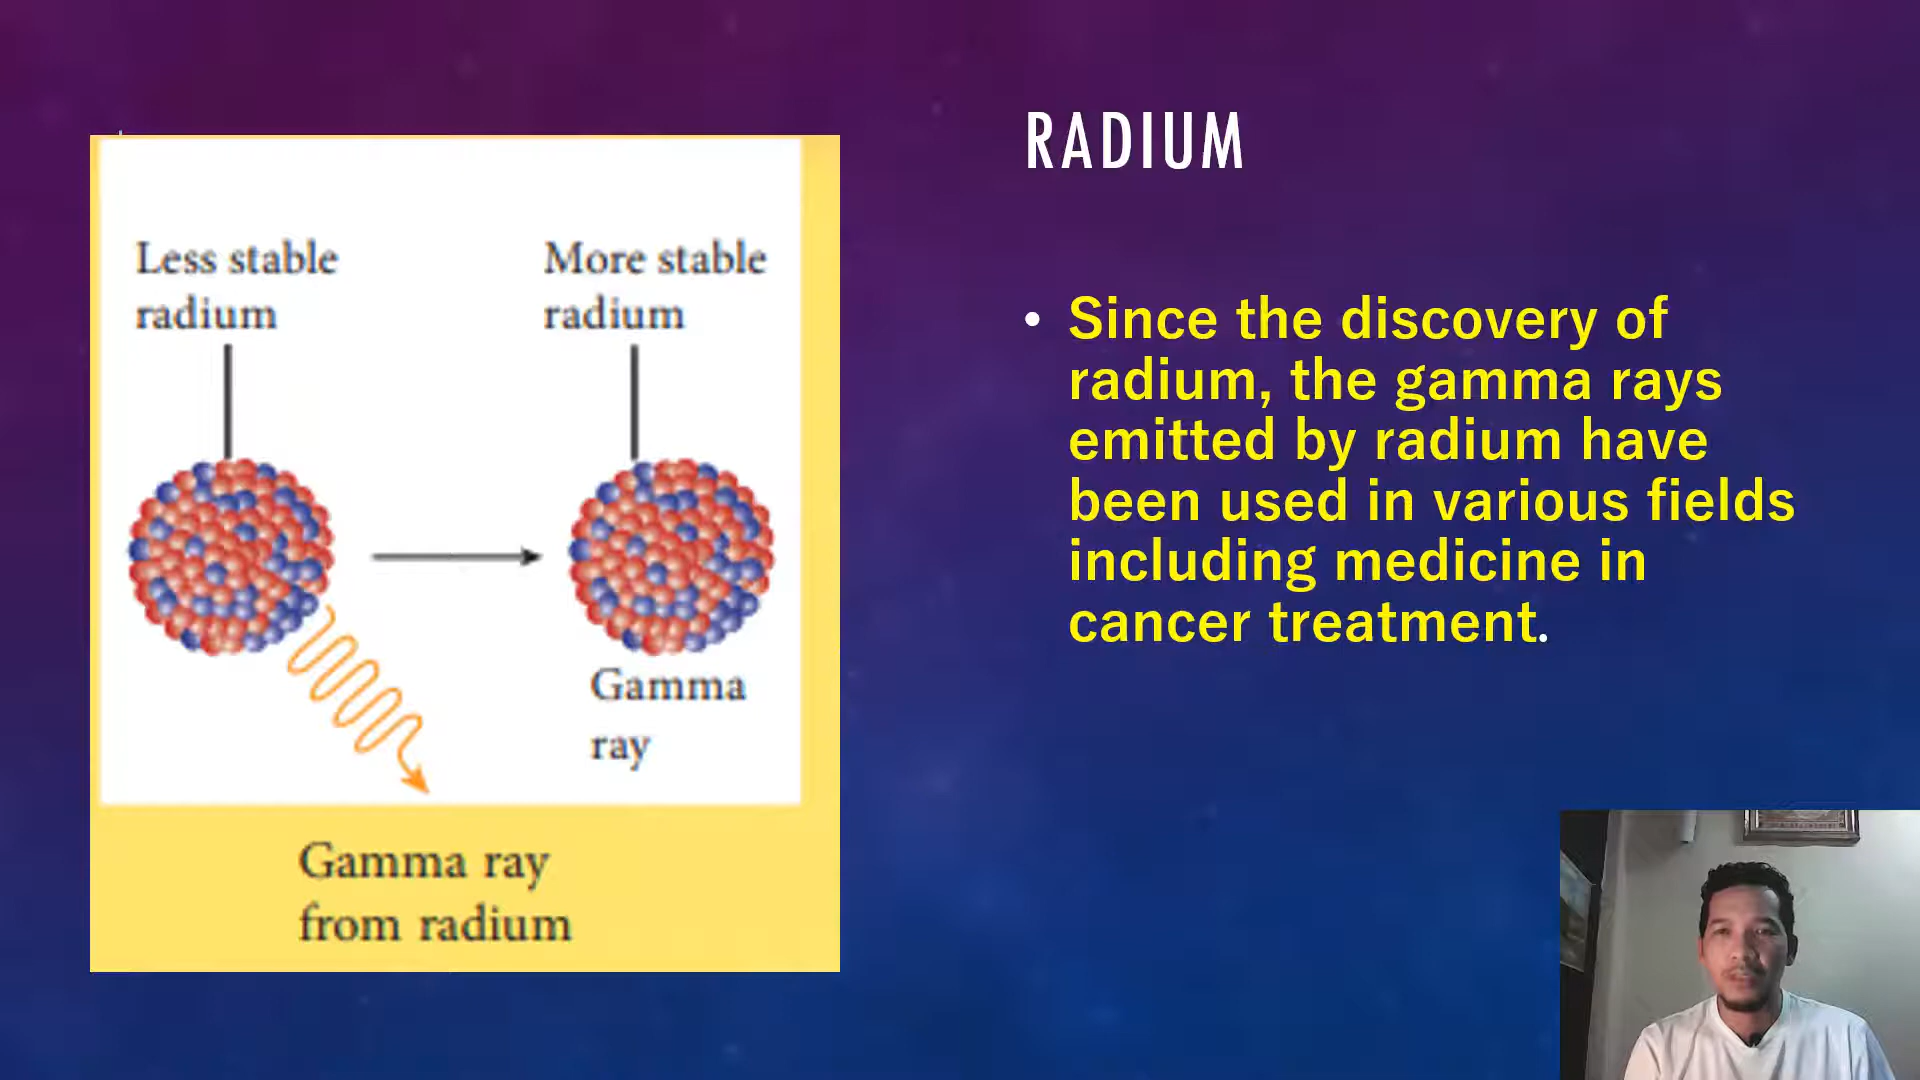 Less stable
radium
More stable
radium
Gamma
ray
Gamma ray
from radium
RADIUM
• Since the discovery of
radium, the gamma rays
emitted by radium have
been used in various fields
including medicine in
cancer treatment.